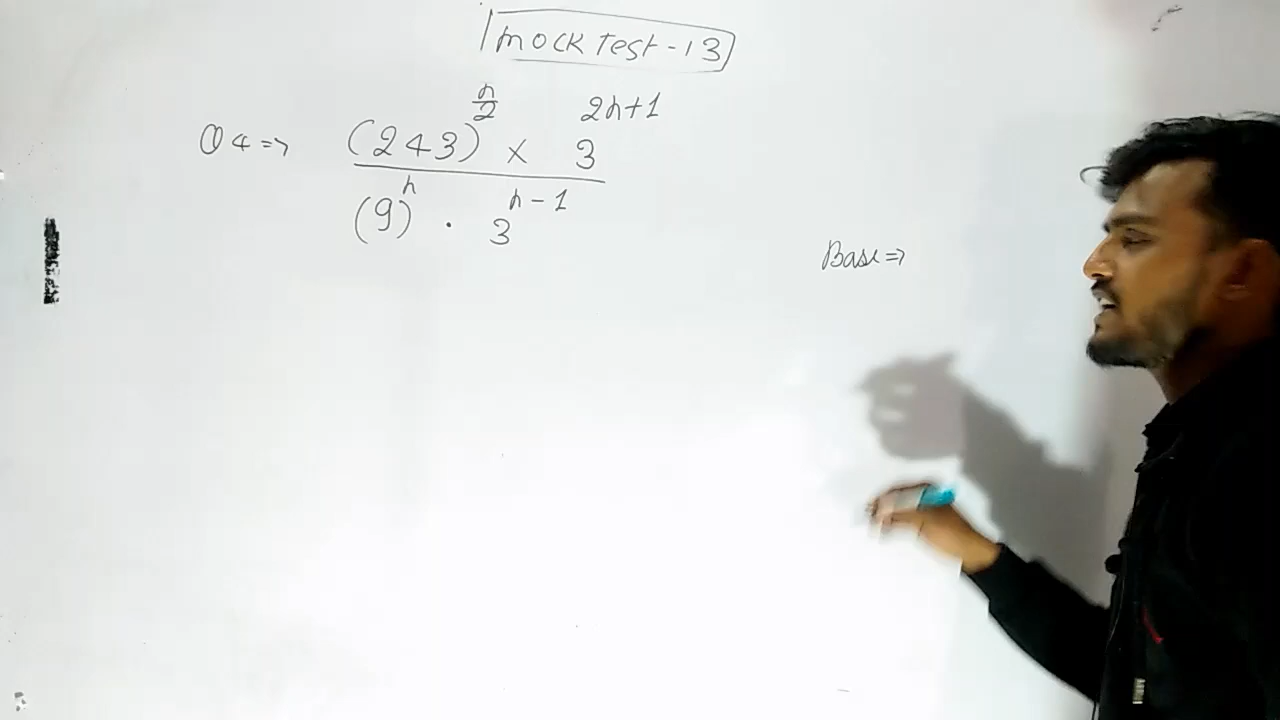 mock Test-13
Q4=> (243)^(n/2) × 3^(2n+1)
(9)^n . 3^(n-1)
Base=>